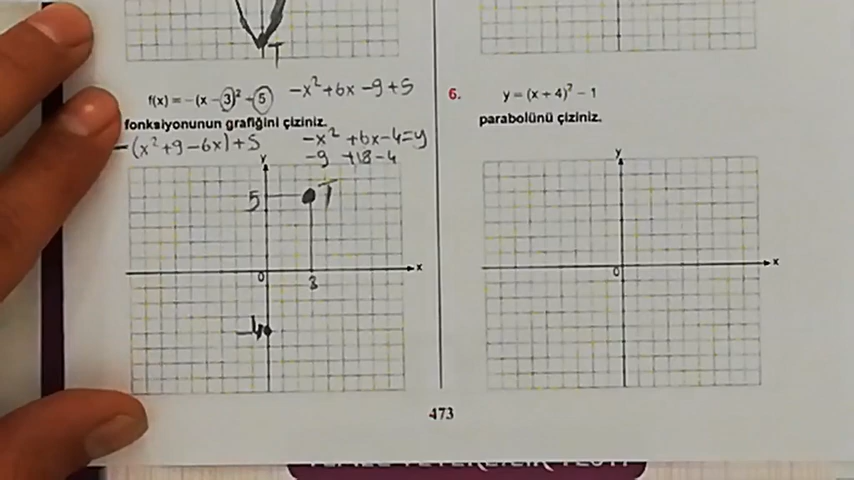 T
f(x) = -(x - 3)² + 5 -x² + 6x - 9 + 5
fonksiyonunun grafiğini çiziniz.
-(x² + 9 - 6x) + 5 -x² + 6x - 4 = y
-9 + 18 - 4
y
5 T
0 3 x
-4
6. y = (x + 4)² - 1
parabolünü çiziniz.
y
0 x
473